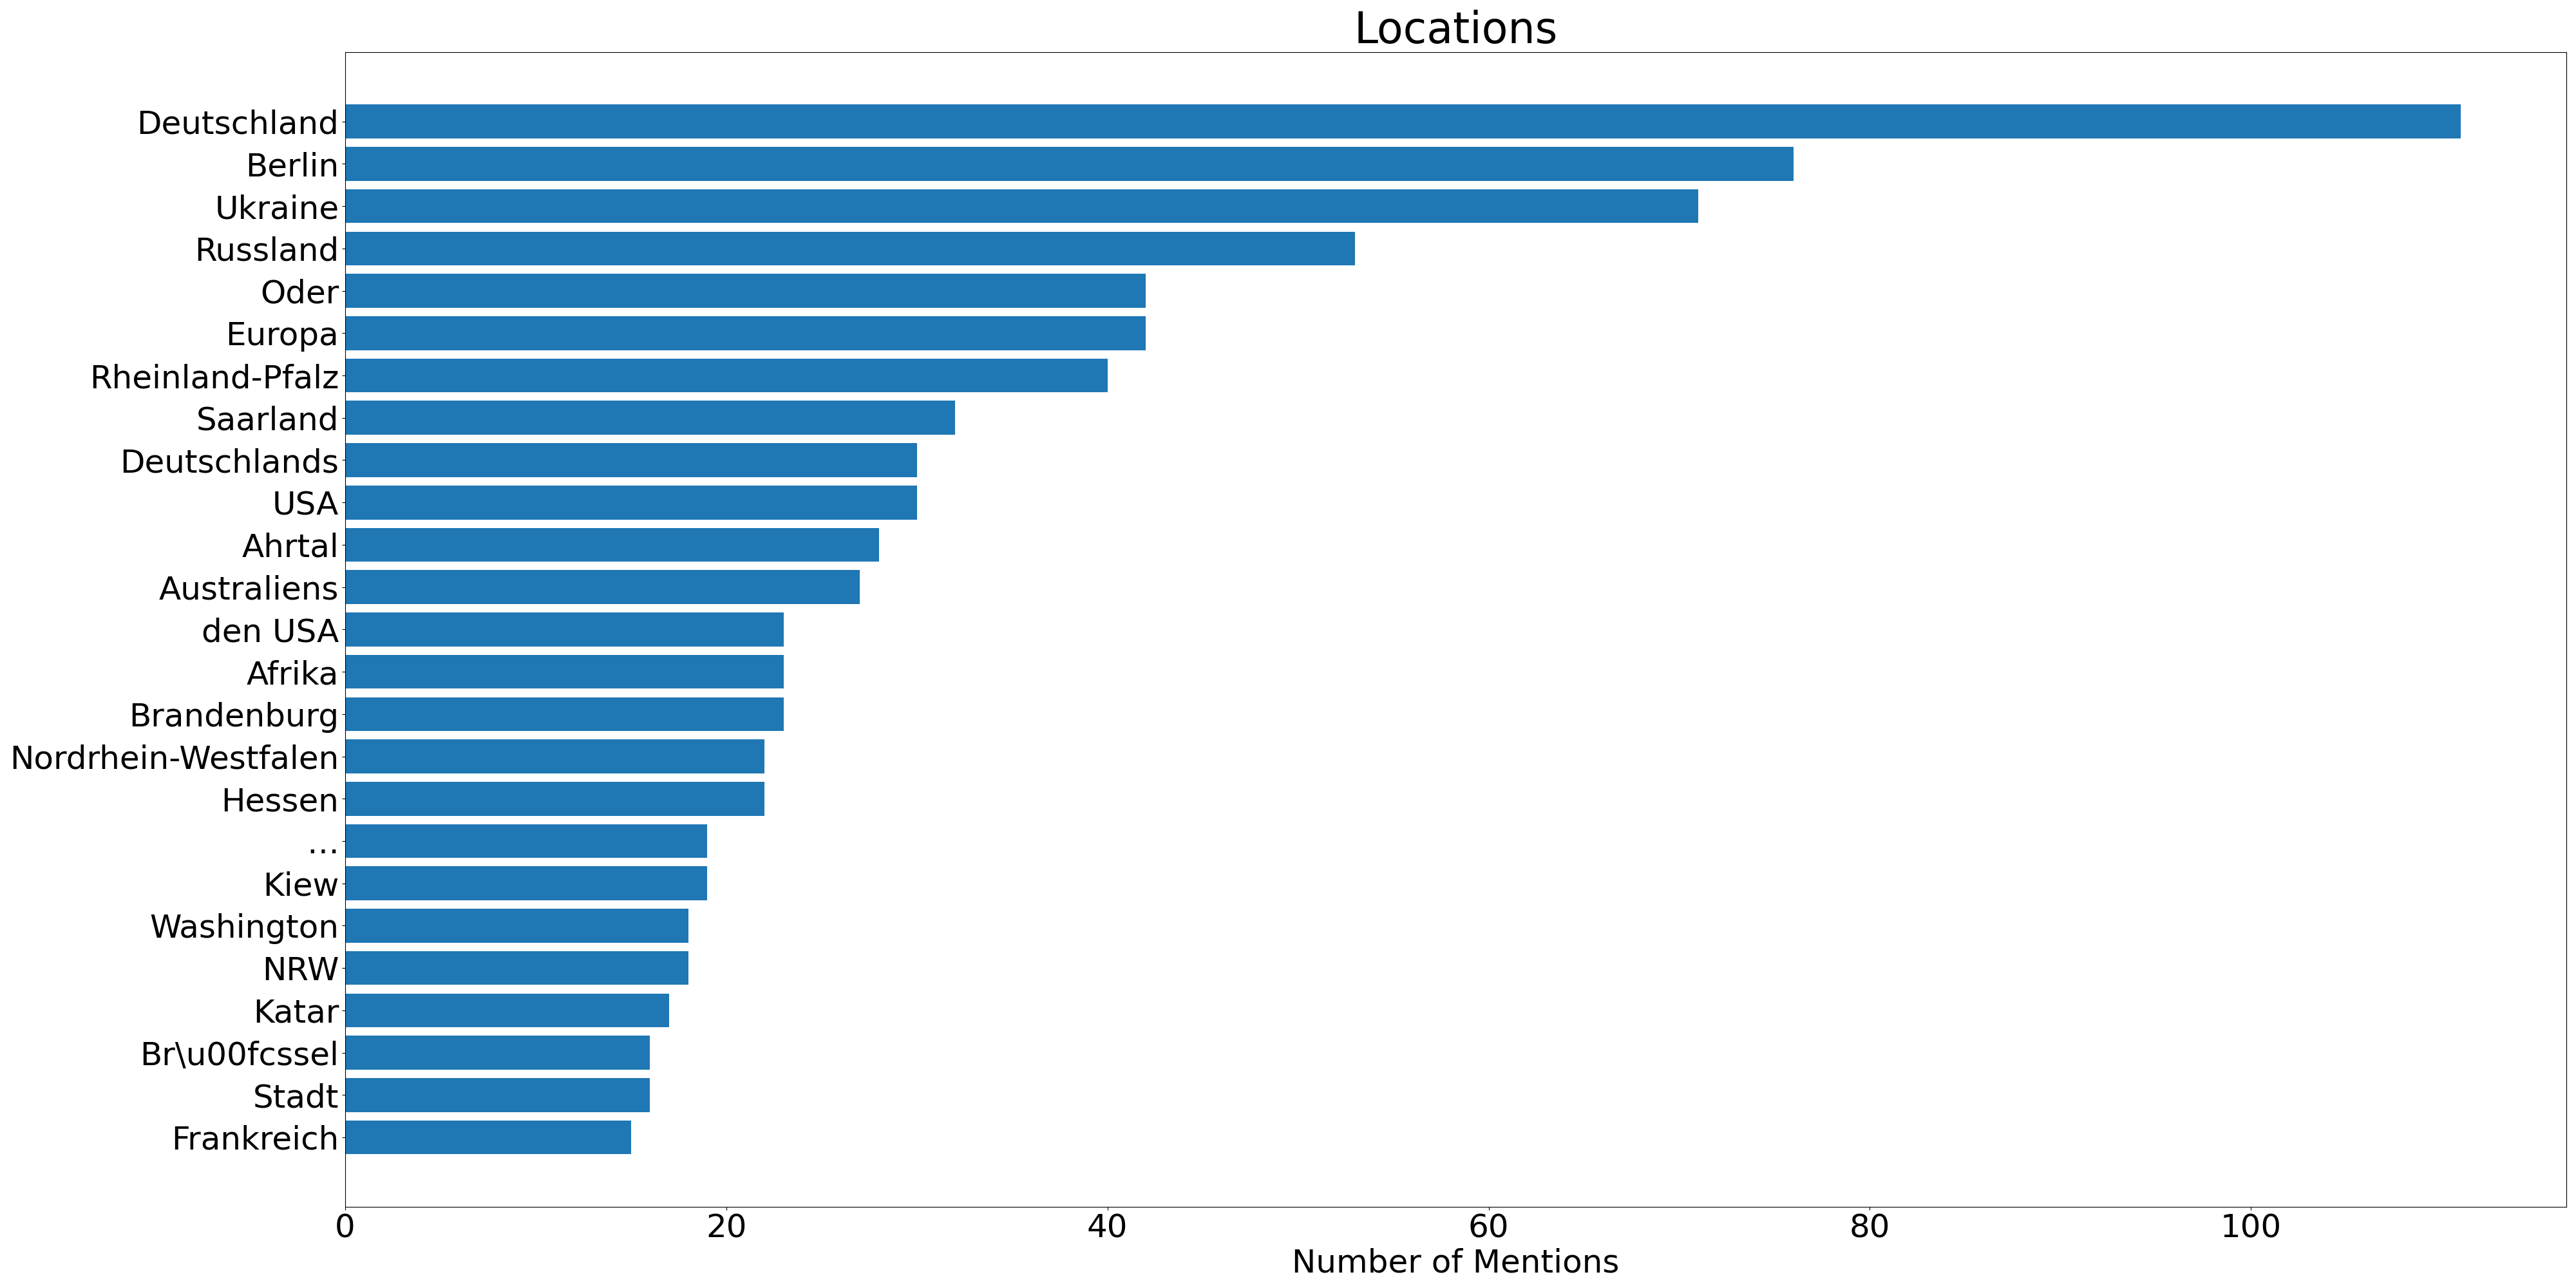 Locations
Deutschland
Berlin
Ukraine
Russland
Oder
Europa
Rheinland-Pfalz
Saarland
Deutschlands
USA
Ahrtal
Australiens
den USA
Afrika
Brandenburg
Nordrhein-Westfalen
Hessen
...
Kiew
Washington
NRW
Katar
Br\u00fcssel
Stadt
Frankreich
0 20 40 60 80 100
Number of Mentions